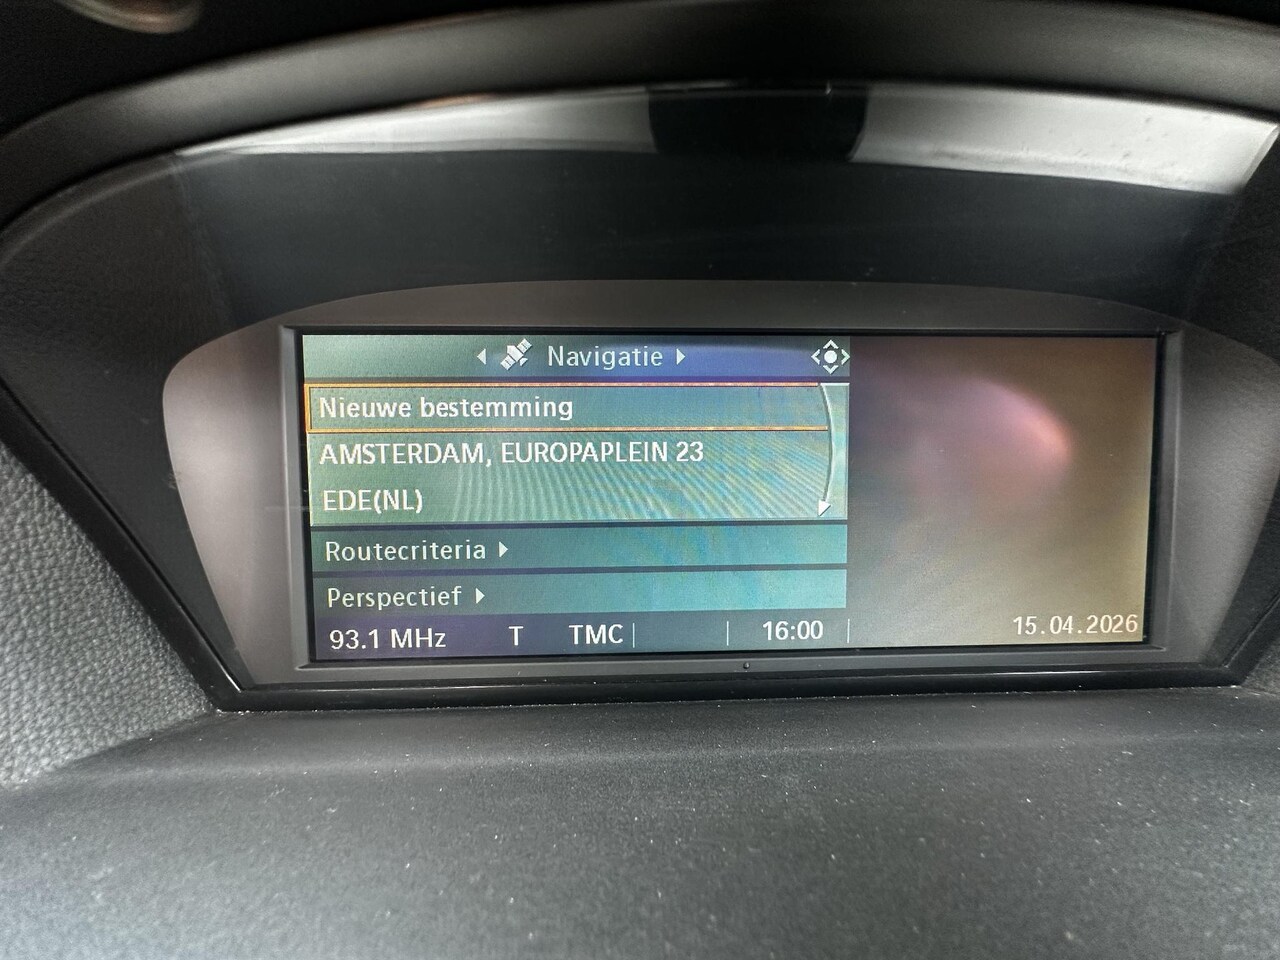 Navigatie
Nieuwe bestemming
AMSTERDAM, EUROPAPLEIN 23
EDE(NL)
Routecriteria
Perspectief
93.1 MHz T TMC 16:00 15.04.2026